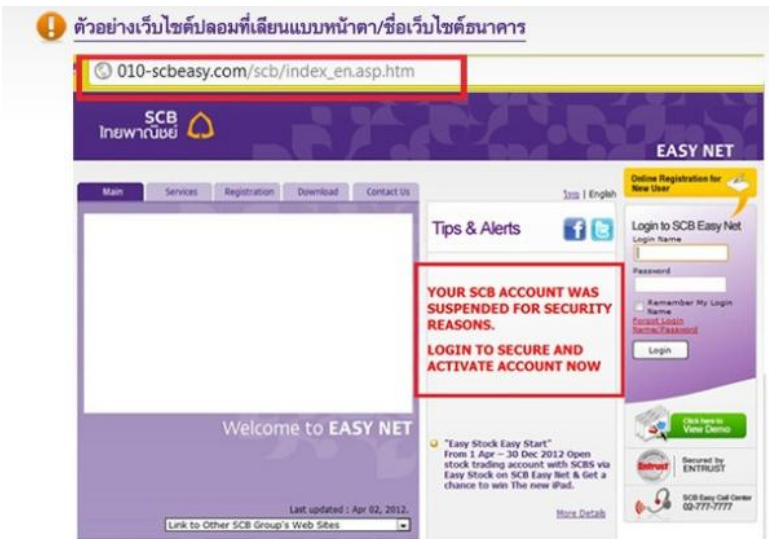 ตัวอย่างเว็บไซต์ปลอมที่เลียนแบบหน้าตา/ชื่อเว็บไซต์ธนาคาร
010-scbeasy.com/scb/index_en.asp.htm
SCB
ไทยพาณิชย์
EASY NET
Main
Services
Registration
Download
Contact Us
ไทย | English
Online Registration for
New User
Tips & Alerts
Login to SCB Easy Net
Login Name
Password
Remember My Login
Name
Forgot Login
Name/Password
Login
YOUR SCB ACCOUNT WAS
SUSPENDED FOR SECURITY
REASONS.
LOGIN TO SECURE AND
ACTIVATE ACCOUNT NOW
Welcome to EASY NET
Last updated : Apr 02, 2012.
Link to Other SCB Group's Web Sites
"Easy Stock Easy Start"
From 1 Apr – 30 Dec 2012 Open
stock trading account with SCBS via
Easy Stock on SCB Easy Net & Get a
chance to win The new iPad.
More Details
Click here to
View Demo
Entrust
Secured by
ENTRUST
SCB Easy Call Center
02-777-7777